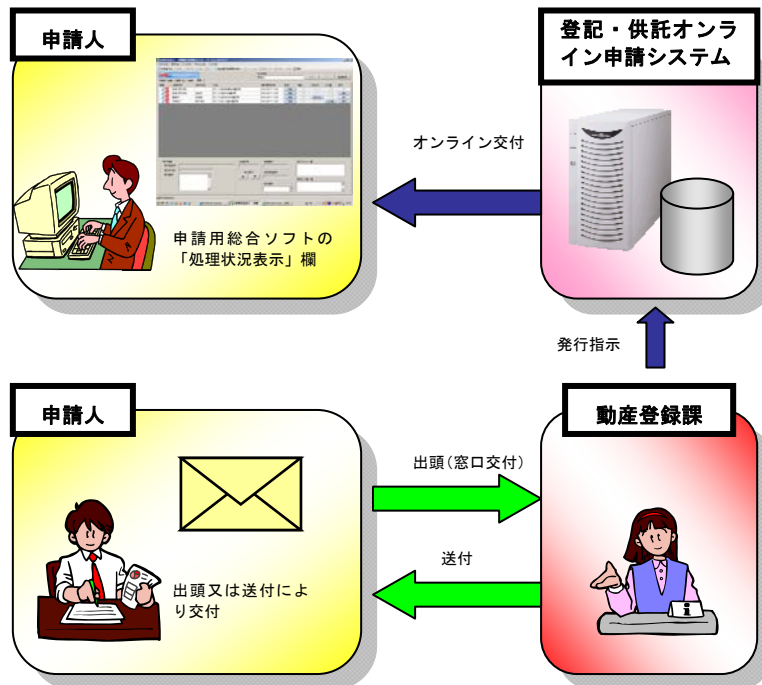 申請人
登記・供託オンラ
イン申請システム
オンライン交付
申請用総合ソフトの
「処理状況表示」欄
発行指示
申請人
動産登録課
出頭(窓口交付)
送付
出頭又は送付によ
り交付